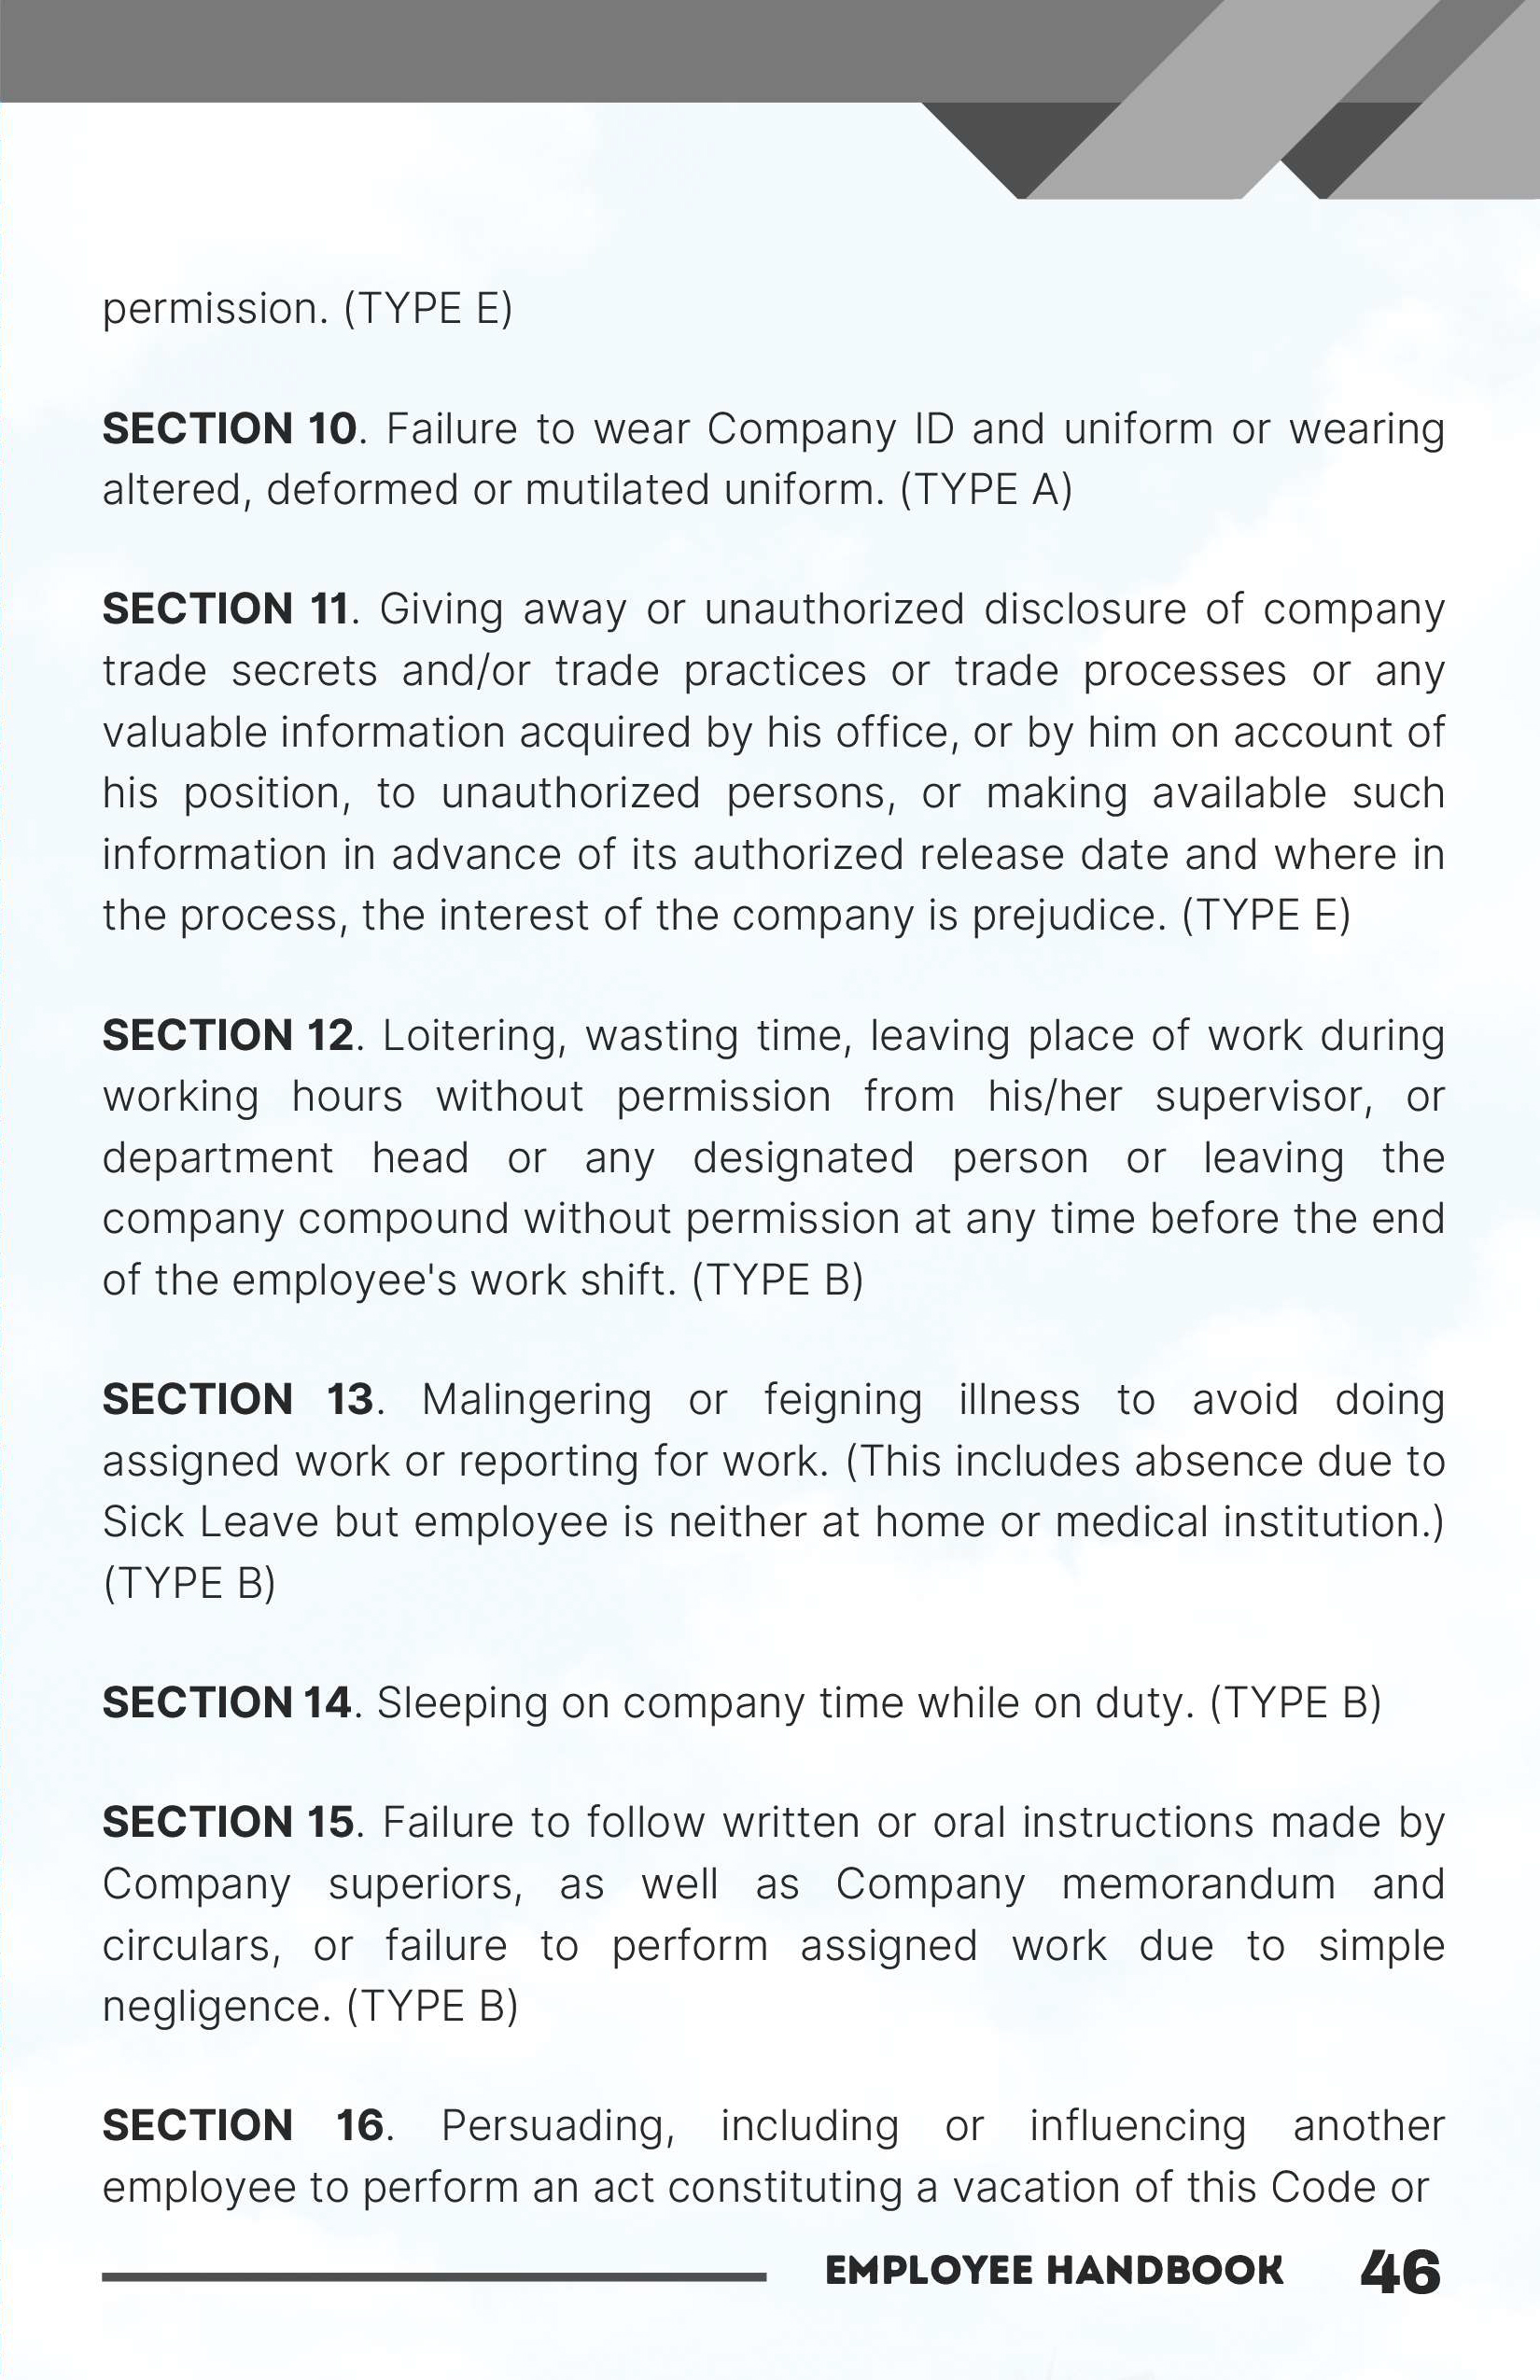 permission. (TYPE E)
SECTION 10. Failure to wear Company ID and uniform or wearing
altered, deformed or mutilated uniform. (TYPE A)
SECTION 11. Giving away or unauthorized disclosure of company
trade secrets and/or trade practices or trade processes or any
valuable information acquired by his office, or by him on account of
his position, to unauthorized persons, or making available such
information in advance of its authorized release date and where in
the process, the interest of the company is prejudice. (TYPE E)
SECTION 12. Loitering, wasting time, leaving place of work during
working hours without permission from his/her supervisor, or
department head or any designated person or leaving the
company compound without permission at any time before the end
of the employee's work shift. (TYPE B)
SECTION 13. Malingering or feigning illness to avoid doing
assigned work or reporting for work. (This includes absence due to
Sick Leave but employee is neither at home or medical institution.)
(TYPE B)
SECTION 14. Sleeping on company time while on duty. (TYPE B)
SECTION 15. Failure to follow written or oral instructions made by
Company superiors, as well as Company memorandum and
circulars, or failure to perform assigned work due to simple
negligence. (TYPE B)
SECTION 16. Persuading, including or influencing another
employee to perform an act constituting a vacation of this Code or
EMPLOYEE HANDBOOK 46